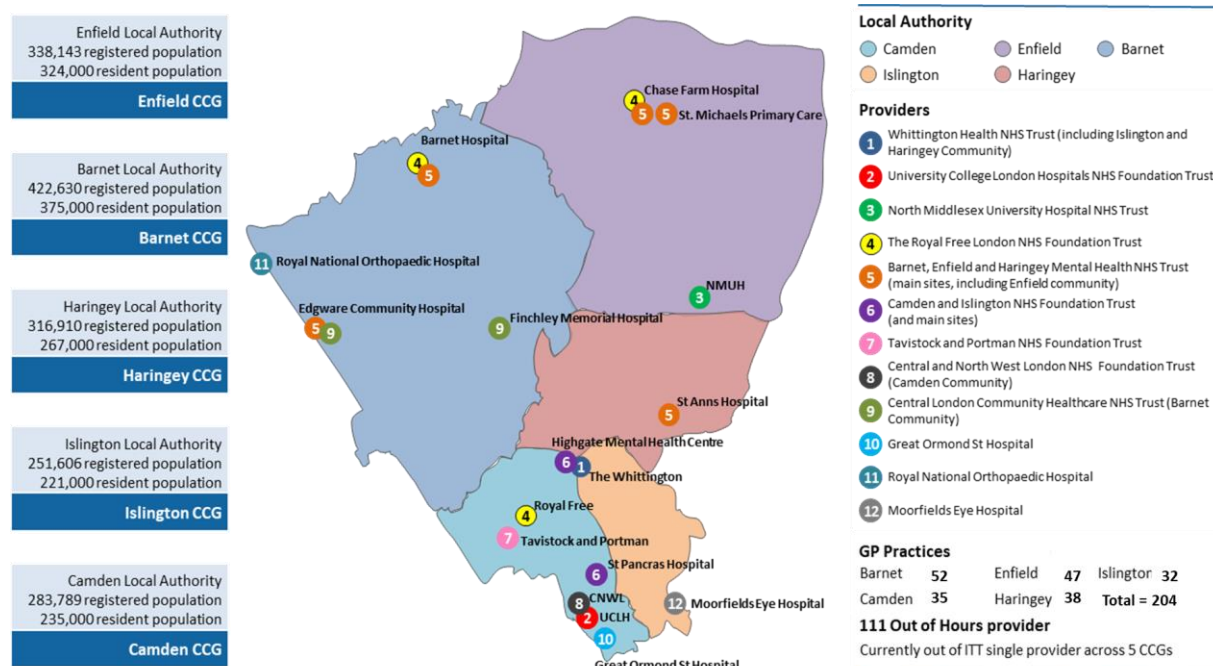 Enfield Local Authority
338,143 registered population
324,000 resident population
Enfield CCG
Barnet Local Authority
422,630 registered population
375,000 resident population
Barnet CCG
Haringey Local Authority
316,910 registered population
267,000 resident population
Haringey CCG
Islington Local Authority
251,606 registered population
221,000 resident population
Islington CCG
Camden Local Authority
283,789 registered population
235,000 resident population
Camden CCG
Chase Farm Hospital
4
5 5 St. Michaels Primary Care
Barnet Hospital
4
5
11 Royal National Orthopaedic Hospital
NMUH
3
Edgware Community Hospital
5 9
Finchley Memorial Hospital
9
St Anns Hospital
5
Highgate Mental Health Centre
6 1
The Whittington
Royal Free
4
7
Tavistock and Portman
St Pancras Hospital
6
8 CNWL
2 UCLH
12 Moorfields Eye Hospital
10
Great Ormond St Hospital
Local Authority
Camden Enfield Barnet
Islington Haringey
Providers
1 Whittington Health NHS Trust (including Islington and
Haringey Community)
2 University College London Hospitals NHS Foundation Trust
3 North Middlesex University Hospital NHS Trust
4 The Royal Free London NHS Foundation Trust
5 Barnet, Enfield and Haringey Mental Health NHS Trust
(main sites, including Enfield community)
6 Camden and Islington NHS Foundation Trust
(and main sites)
7 Tavistock and Portman NHS Foundation Trust
8 Central and North West London NHS Foundation Trust
(Camden Community)
9 Central London Community Healthcare NHS Trust (Barnet
Community)
10 Great Ormond St Hospital
11 Royal National Orthopaedic Hospital
12 Moorfields Eye Hospital
GP Practices
Barnet 52 Enfield 47 Islington 32
Camden 35 Haringey 38 Total = 204
111 Out of Hours provider
Currently out of ITT single provider across 5 CCGs